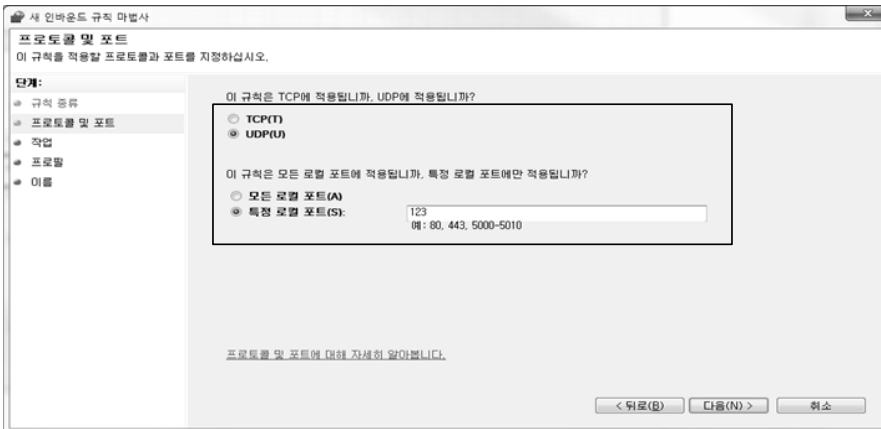 새 인바운드 규칙 마법사
프로토콜 및 포트
이 규칙을 적용할 프로토콜과 포트를 지정하십시오.
단계:
규칙 종류
프로토콜 및 포트
작업
프로필
이름
이 규칙은 TCP에 적용됩니까, UDP에 적용됩니까?
TCP(T)
UDP(U)
이 규칙은 모든 로컬 포트에 적용됩니까, 특정 로컬 포트에만 적용됩니까?
모든 로컬 포트(A)
특정 로컬 포트(S):
123
예: 80, 443, 5000-5010
프로토콜 및 포트에 대해 자세히 알아봅니다.
< 뒤로(B)
다음(N) >
취소